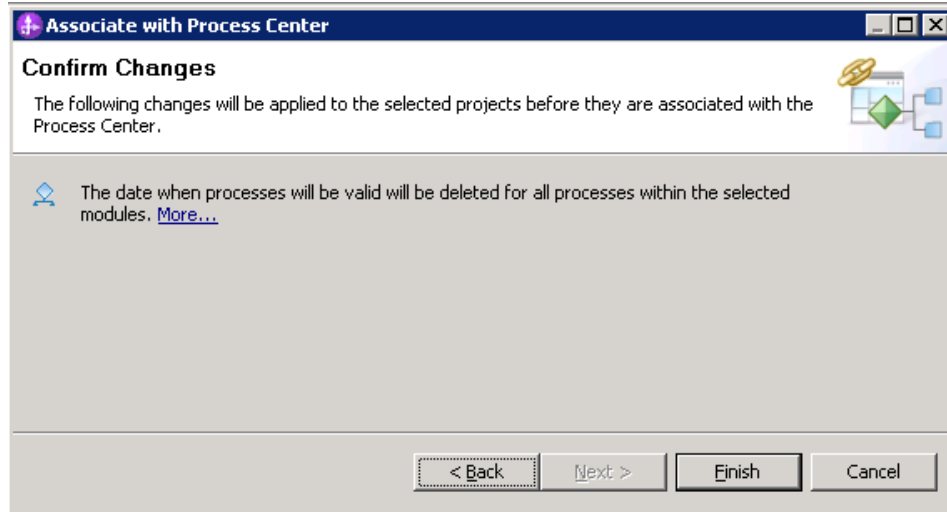 Associate with Process Center
Confirm Changes
The following changes will be applied to the selected projects before they are associated with the
Process Center.
The date when processes will be valid will be deleted for all processes within the selected
modules. More...
< Back Next > Finish Cancel